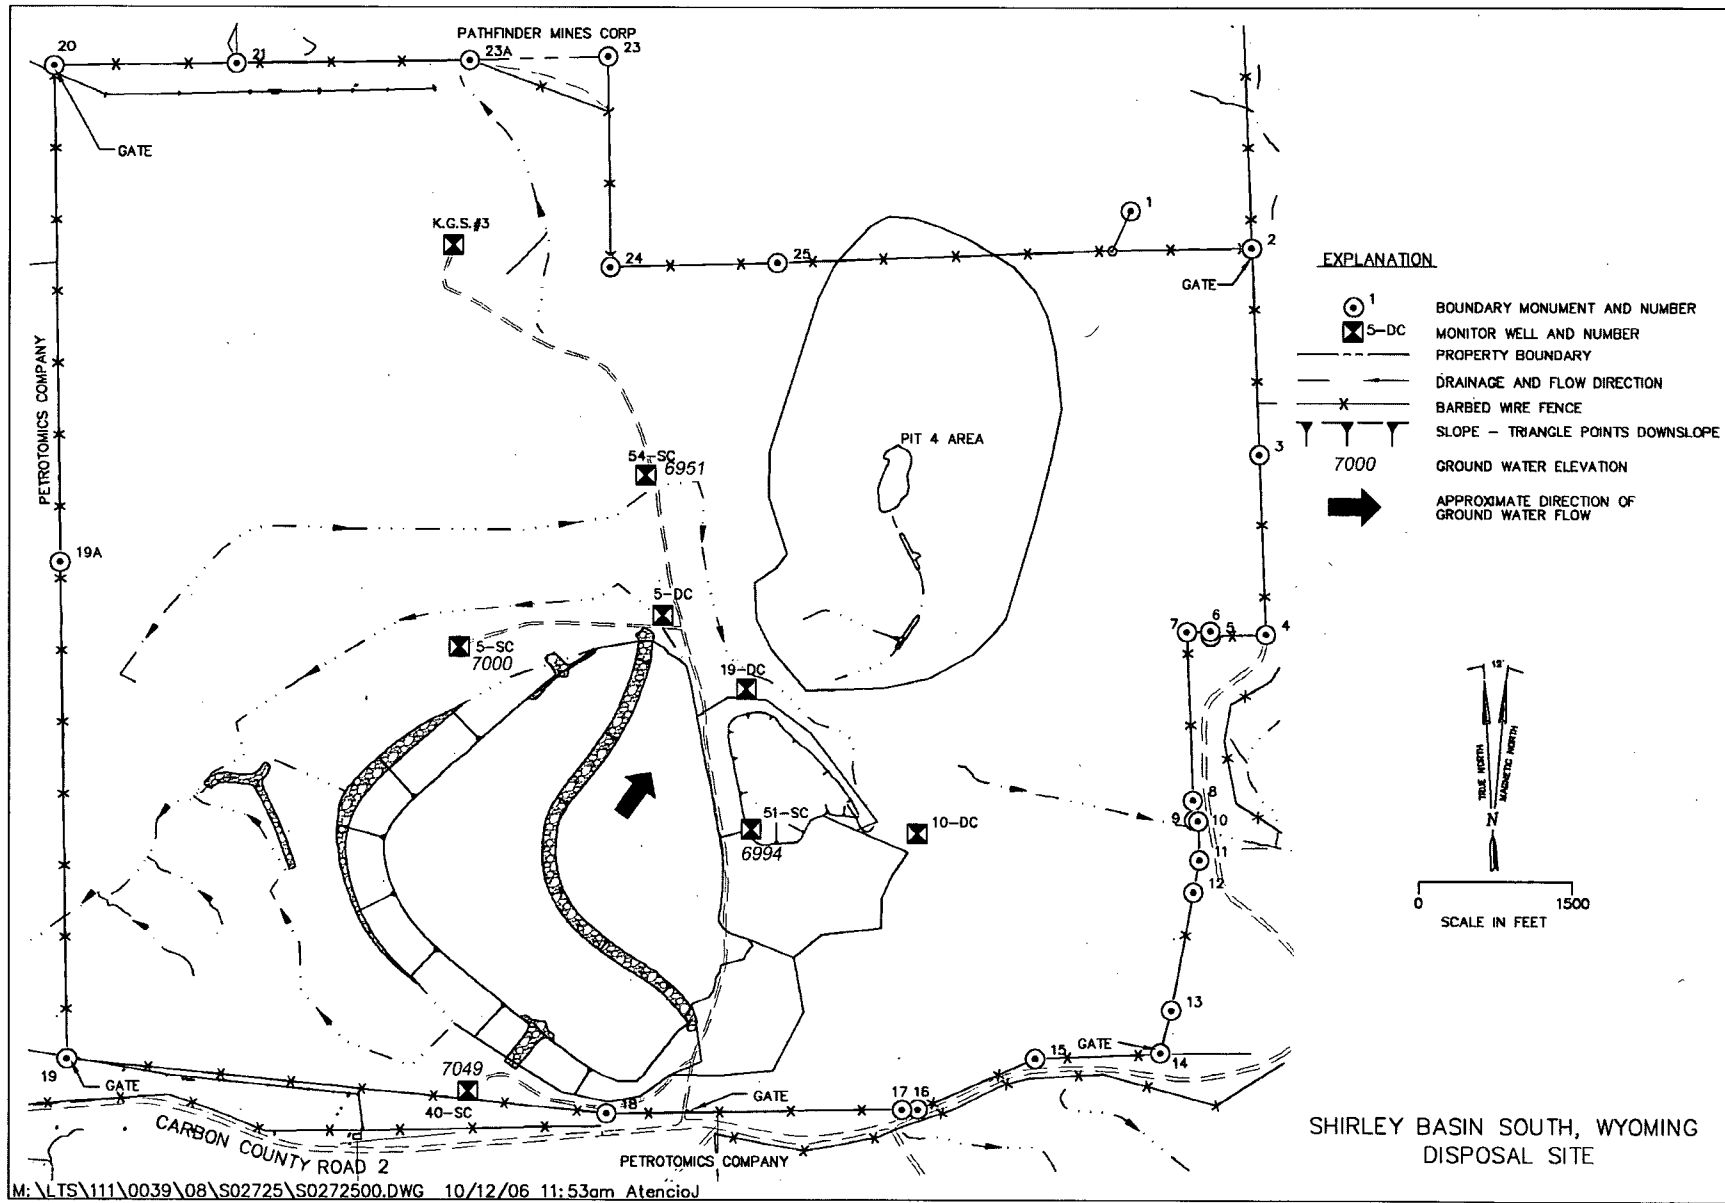 PATHFINDER MINES CORP
20
21
23A
23
GATE
1
K.G.S.#3
24
25
2
GATE
PETROTOMICS COMPANY
EXPLANATION
1
BOUNDARY MONUMENT AND NUMBER
5-DC
MONITOR WELL AND NUMBER
PROPERTY BOUNDARY
DRAINAGE AND FLOW DIRECTION
BARBED WIRE FENCE
SLOPE - TRIANGLE POINTS DOWNSLOPE
7000
GROUND WATER ELEVATION
APPROXIMATE DIRECTION OF
GROUND WATER FLOW
PIT 4 AREA
3
54-SC
6951
19A
5-DC
5-SC
7000
7
6
5
4
19-DC
12'
TRUE NORTH
MAGNETIC NORTH
N
51-SC
6994
10-DC
8
9
10
11
12
0
1500
SCALE IN FEET
13
GATE
14
15
19
GATE
7049
40-SC
18
GATE
17
16
CARBON COUNTY ROAD 2
PETROTOMICS COMPANY
SHIRLEY BASIN SOUTH, WYOMING
DISPOSAL SITE
M:\LTS\111\0039\08\S02725\S0272500.DWG 10/12/06 11:53am AtencioJ